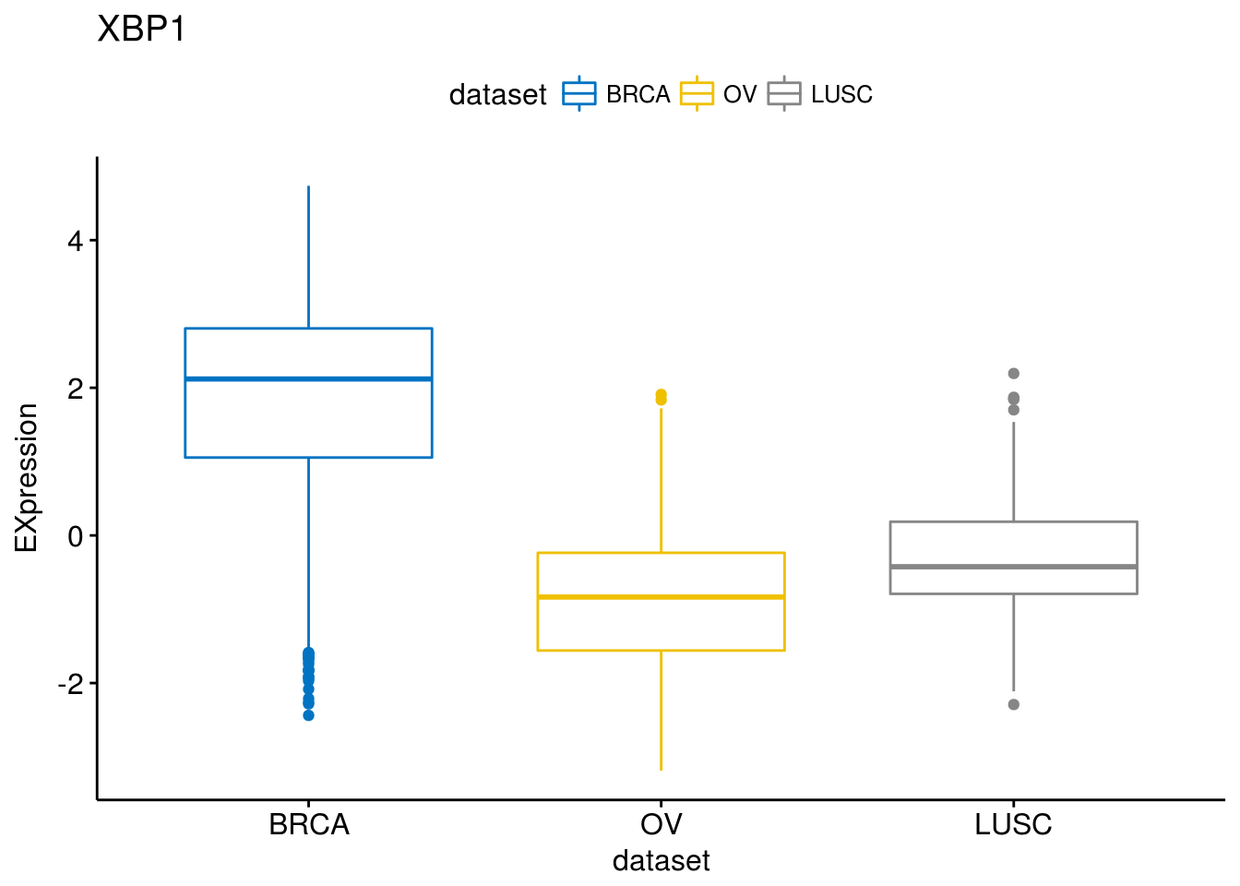 XBP1
dataset BRCA OV LUSC
4
2
0
-2
EXpression
BRCA OV LUSC
dataset